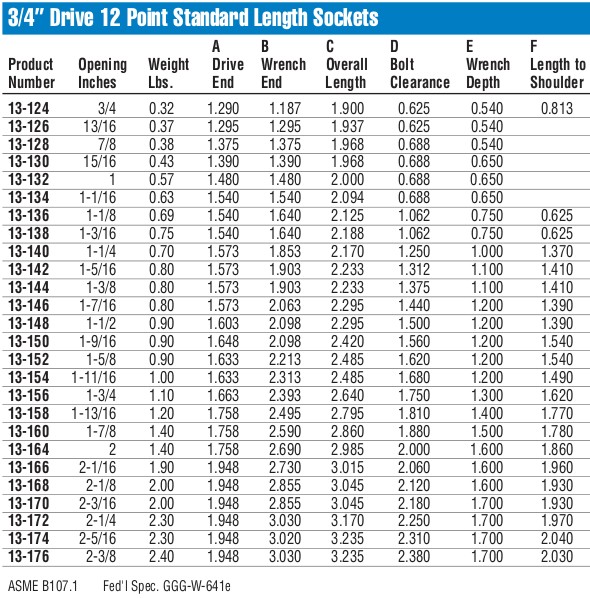 3/4" Drive 12 Point Standard Length Sockets
A B C D E F
Product Opening Weight Drive Wrench Overall Bolt Wrench Length to
Number Inches Lbs. End End Length Clearance Depth Shoulder
13-124 3/4 0.32 1.290 1.187 1.900 0.625 0.540 0.813
13-126 13/16 0.37 1.295 1.295 1.937 0.625 0.540
13-128 7/8 0.38 1.375 1.375 1.968 0.688 0.540
13-130 15/16 0.43 1.390 1.390 1.968 0.688 0.650
13-132 1 0.57 1.480 1.480 2.000 0.688 0.650
13-134 1-1/16 0.63 1.540 1.540 2.094 0.688 0.650
13-136 1-1/8 0.69 1.540 1.640 2.125 1.062 0.750 0.625
13-138 1-3/16 0.75 1.540 1.640 2.188 1.062 0.750 0.625
13-140 1-1/4 0.70 1.573 1.853 2.170 1.250 1.000 1.370
13-142 1-5/16 0.80 1.573 1.903 2.233 1.312 1.100 1.410
13-144 1-3/8 0.80 1.573 1.903 2.233 1.375 1.100 1.410
13-146 1-7/16 0.80 1.573 2.063 2.295 1.440 1.200 1.390
13-148 1-1/2 0.90 1.603 2.098 2.295 1.500 1.200 1.390
13-150 1-9/16 0.90 1.648 2.098 2.420 1.560 1.200 1.540
13-152 1-5/8 0.90 1.633 2.213 2.485 1.620 1.200 1.540
13-154 1-11/16 1.00 1.633 2.313 2.485 1.680 1.200 1.490
13-156 1-3/4 1.10 1.663 2.393 2.640 1.750 1.300 1.620
13-158 1-13/16 1.20 1.758 2.495 2.795 1.810 1.400 1.770
13-160 1-7/8 1.40 1.758 2.590 2.860 1.880 1.500 1.780
13-164 2 1.40 1.758 2.690 2.985 2.000 1.600 1.860
13-166 2-1/16 1.90 1.948 2.730 3.015 2.060 1.600 1.960
13-168 2-1/8 2.00 1.948 2.855 3.045 2.120 1.600 1.930
13-170 2-3/16 2.00 1.948 2.855 3.045 2.180 1.700 1.930
13-172 2-1/4 2.30 1.948 3.030 3.170 2.250 1.700 1.970
13-174 2-5/16 2.30 1.948 3.020 3.235 2.310 1.700 2.040
13-176 2-3/8 2.40 1.948 3.030 3.235 2.380 1.700 2.030
ASME B107.1 Fed'l Spec. GGG-W-641e